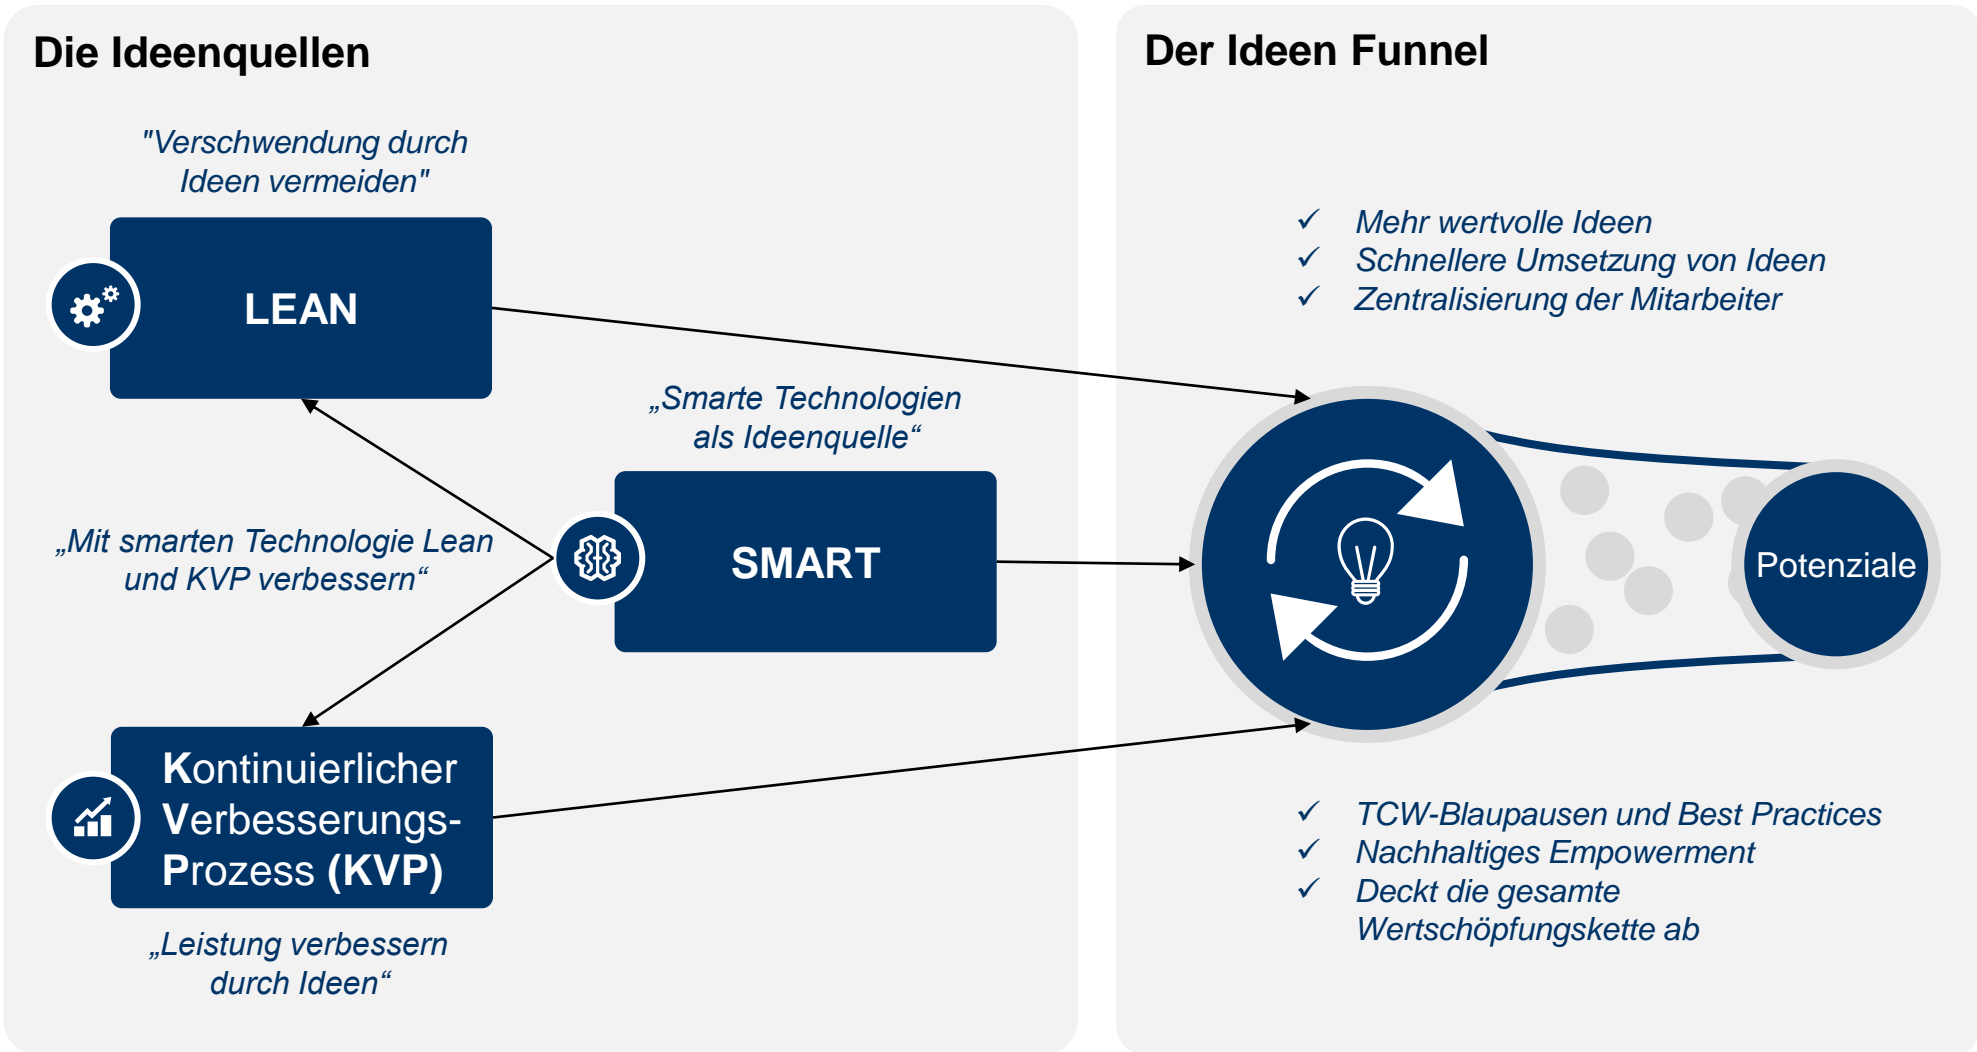 Die Ideenquellen
"Verschwendung durch
Ideen vermeiden"
LEAN
„Smarte Technologien
als Ideenquelle“
SMART
„Mit smarten Technologie Lean
und KVP verbessern“
Kontinuierlicher
Verbesserungs-
Prozess (KVP)
„Leistung verbessern
durch Ideen“
Der Ideen Funnel
✓ Mehr wertvolle Ideen
✓ Schnellere Umsetzung von Ideen
✓ Zentralisierung der Mitarbeiter
Potenziale
✓ TCW-Blaupausen und Best Practices
✓ Nachhaltiges Empowerment
✓ Deckt die gesamte
Wertschöpfungskette ab